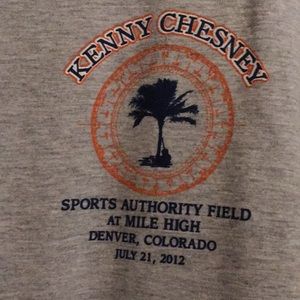 KENNY CHESNEY
SPORTS AUTHORITY FIELD
AT MILE HIGH
DENVER, COLORADO
JULY 21, 2012